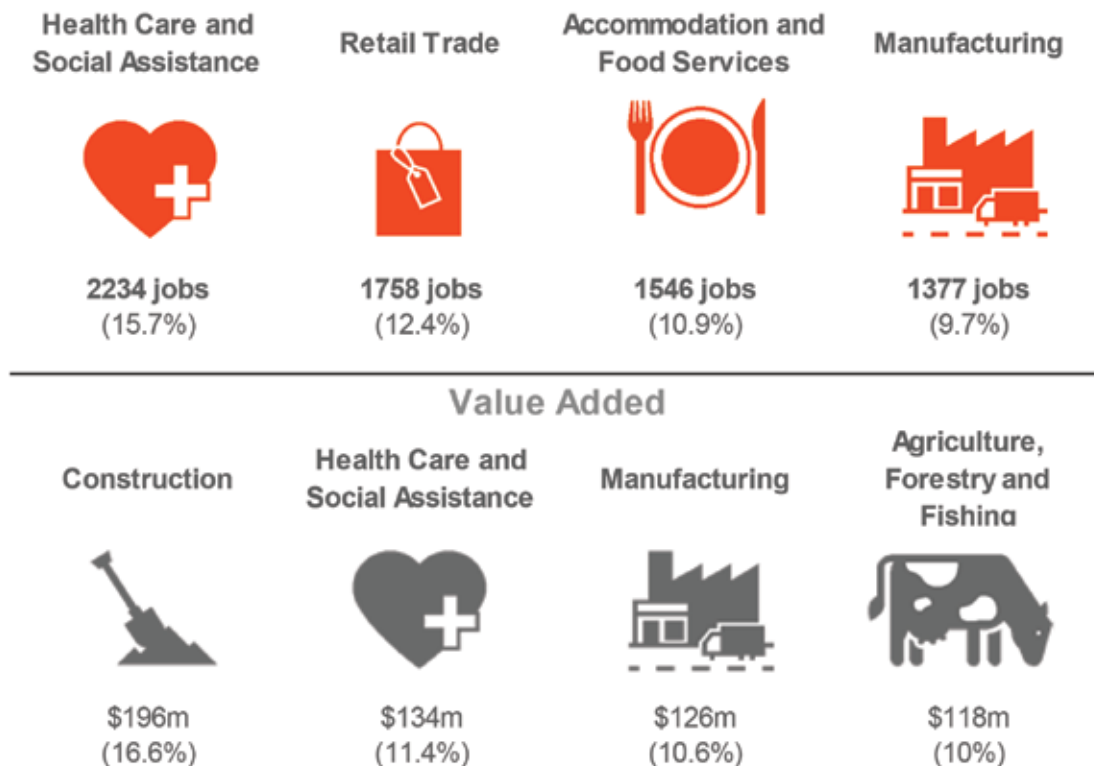 Health Care and
Social Assistance
Retail Trade
Accommodation and
Food Services
Manufacturing
2234 jobs
(15.7%)
1758 jobs
(12.4%)
1546 jobs
(10.9%)
1377 jobs
(9.7%)
Value Added
Construction
Health Care and
Social Assistance
Manufacturing
Agriculture,
Forestry and
Fishing
$196m
(16.6%)
$134m
(11.4%)
$126m
(10.6%)
$118m
(10%)